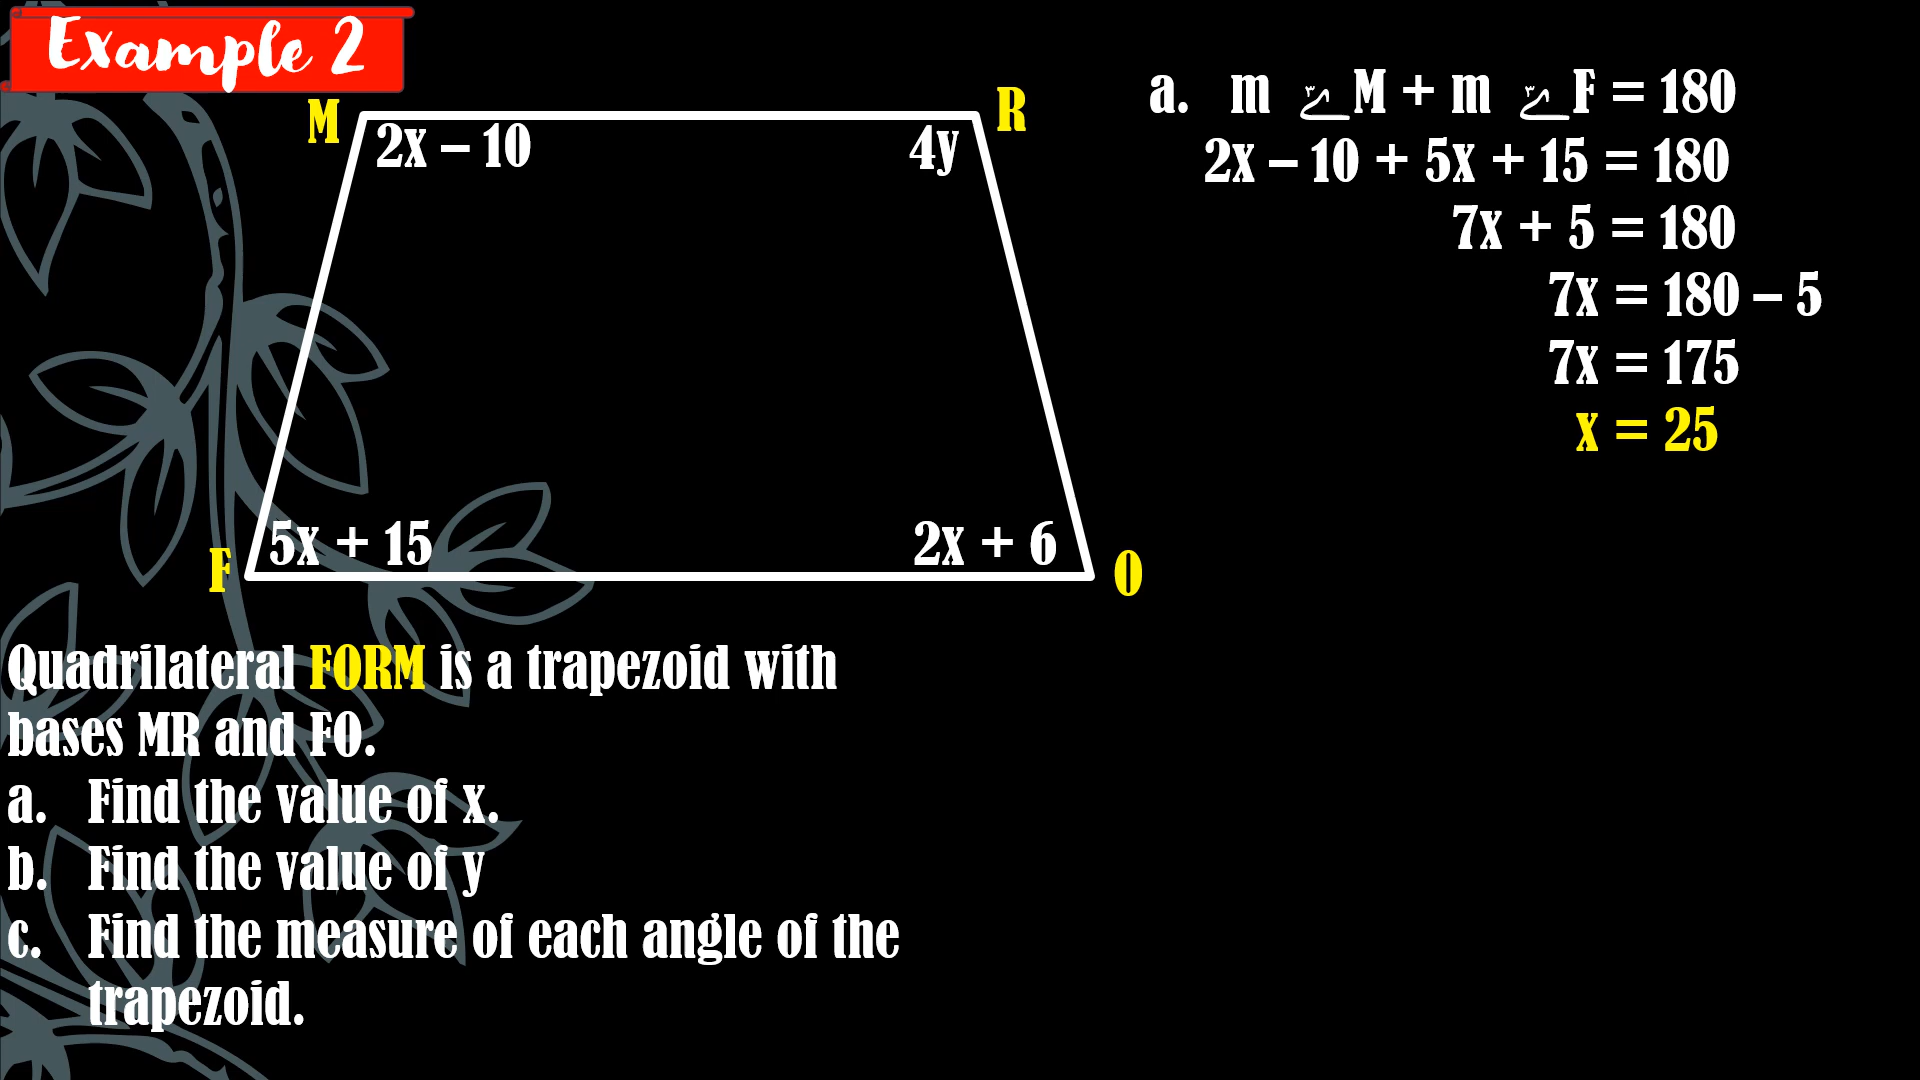 Example 2
M
R
2x – 10
4y
5x + 15
2x + 6
F
O
Quadrilateral FORM is a trapezoid with
bases MR and FO.
a. Find the value of x.
b. Find the value of y
c. Find the measure of each angle of the
trapezoid.
a. m ےۣM + m ےۣF = 180
2x – 10 + 5x + 15 = 180
7x + 5 = 180
7x = 180 – 5
7x = 175
x = 25